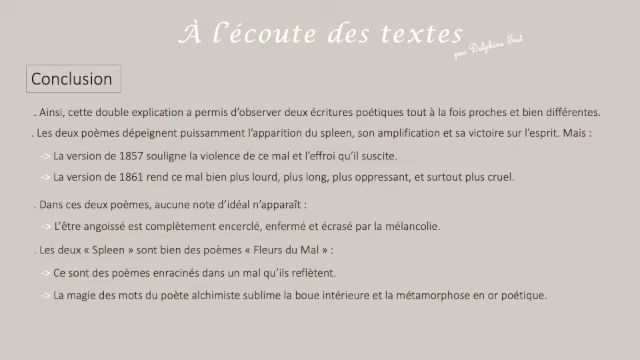 À l'écoute des textes
par Delphine Gest
Conclusion
. Ainsi, cette double explication a permis d'observer deux écritures poétiques tout à la fois proches et bien différentes.
. Les deux poèmes dépeignent puissamment l'apparition du spleen, son amplification et sa victoire sur l'esprit. Mais :
-> La version de 1857 souligne la violence de ce mal et l'effroi qu'il suscite.
-> La version de 1861 rend ce mal bien plus lourd, plus long, plus oppressant, et surtout plus cruel.
. Dans ces deux poèmes, aucune note d'idéal n'apparaît :
-> L'être angoissé est complètement encerclé, enfermé et écrasé par la mélancolie.
. Les deux « Spleen » sont bien des poèmes « Fleurs du Mal » :
-> Ce sont des poèmes enracinés dans un mal qu'ils reflètent.
-> La magie des mots du poète alchimiste sublime la boue intérieure et la métamorphose en or poétique.